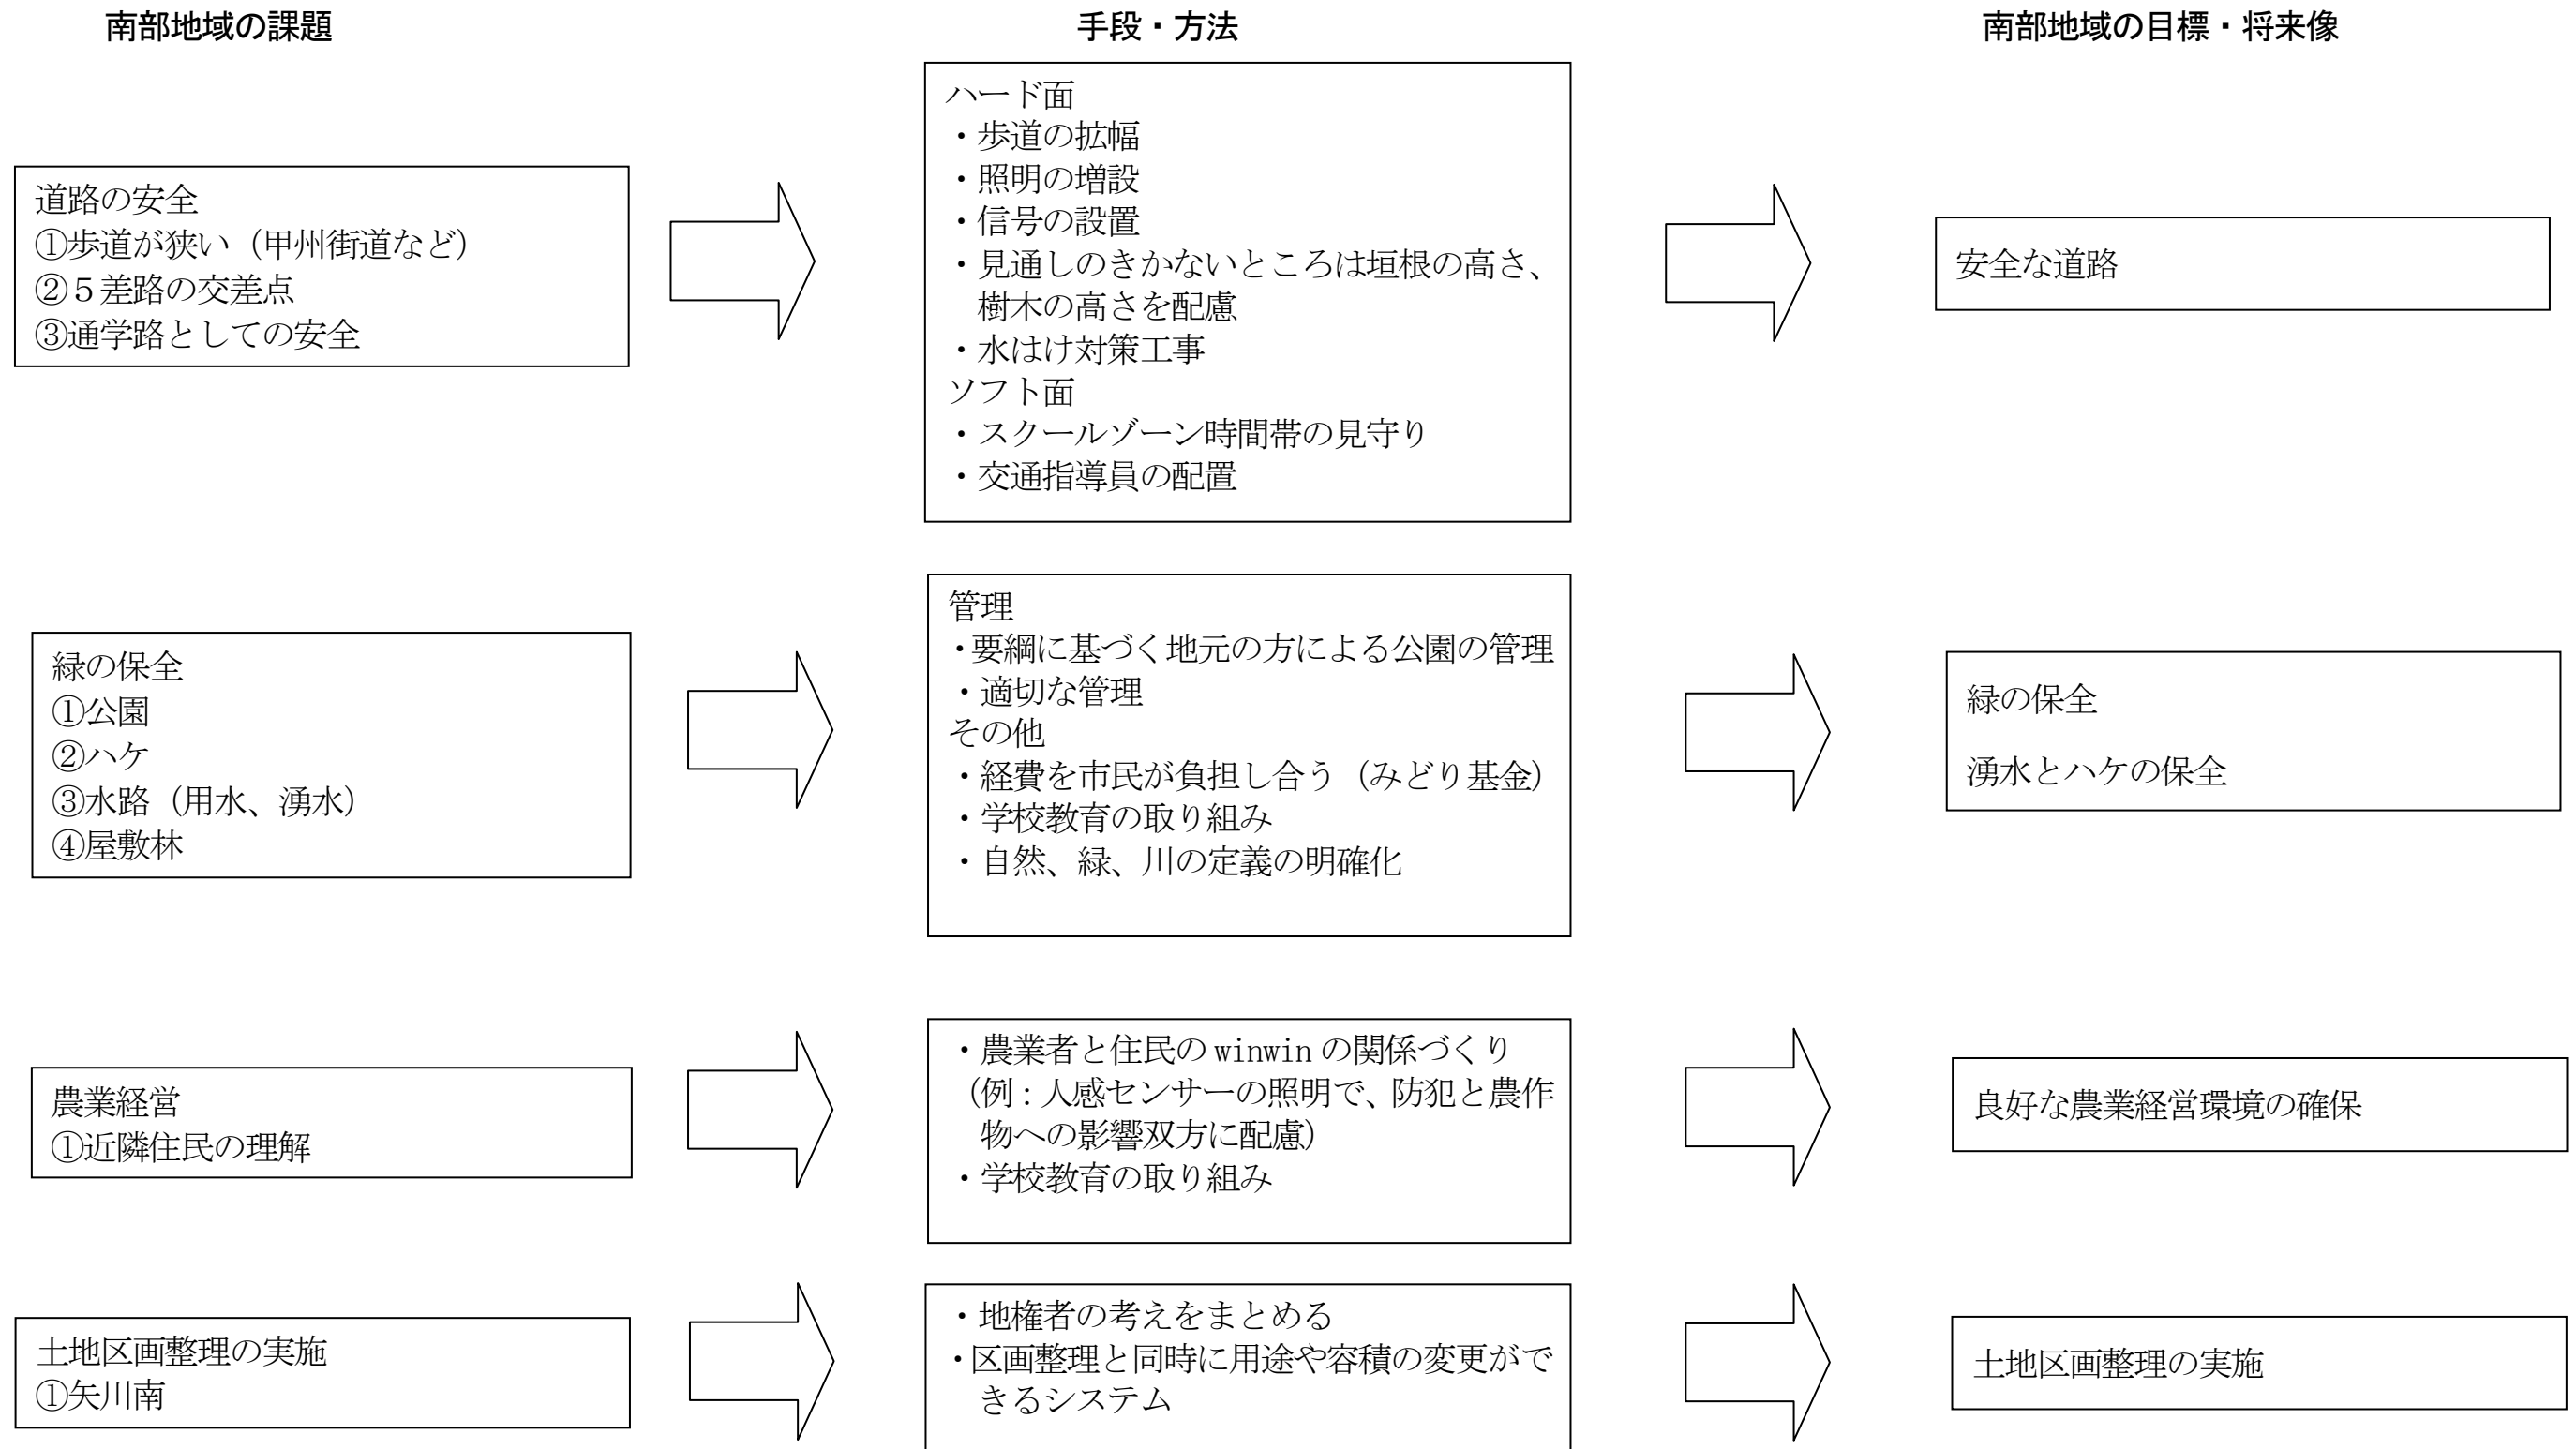 南部地域の課題
手段・方法
南部地域の目標・将来像
道路の安全
①歩道が狭い（甲州街道など）
②５差路の交差点
③通学路としての安全
ハード面
・歩道の拡幅
・照明の増設
・信号の設置
・見通しのきかないところは垣根の高さ、
樹木の高さを配慮
・水はけ対策工事
ソフト面
・スクールゾーン時間帯の見守り
・交通指導員の配置
安全な道路
緑の保全
①公園
②ハケ
③水路（用水、湧水）
④屋敷林
管理
・要綱に基づく地元の方による公園の管理
・適切な管理
その他
・経費を市民が負担し合う（みどり基金）
・学校教育の取り組み
・自然、緑、川の定義の明確化
緑の保全
湧水とハケの保全
農業経営
①近隣住民の理解
・農業者と住民の winwin の関係づくり
（例：人感センサーの照明で、防犯と農作
物への影響双方に配慮）
・学校教育の取り組み
良好な農業経営環境の確保
土地区画整理の実施
①矢川南
・地権者の考えをまとめる
・区画整理と同時に用途や容積の変更がで
きるシステム
土地区画整理の実施